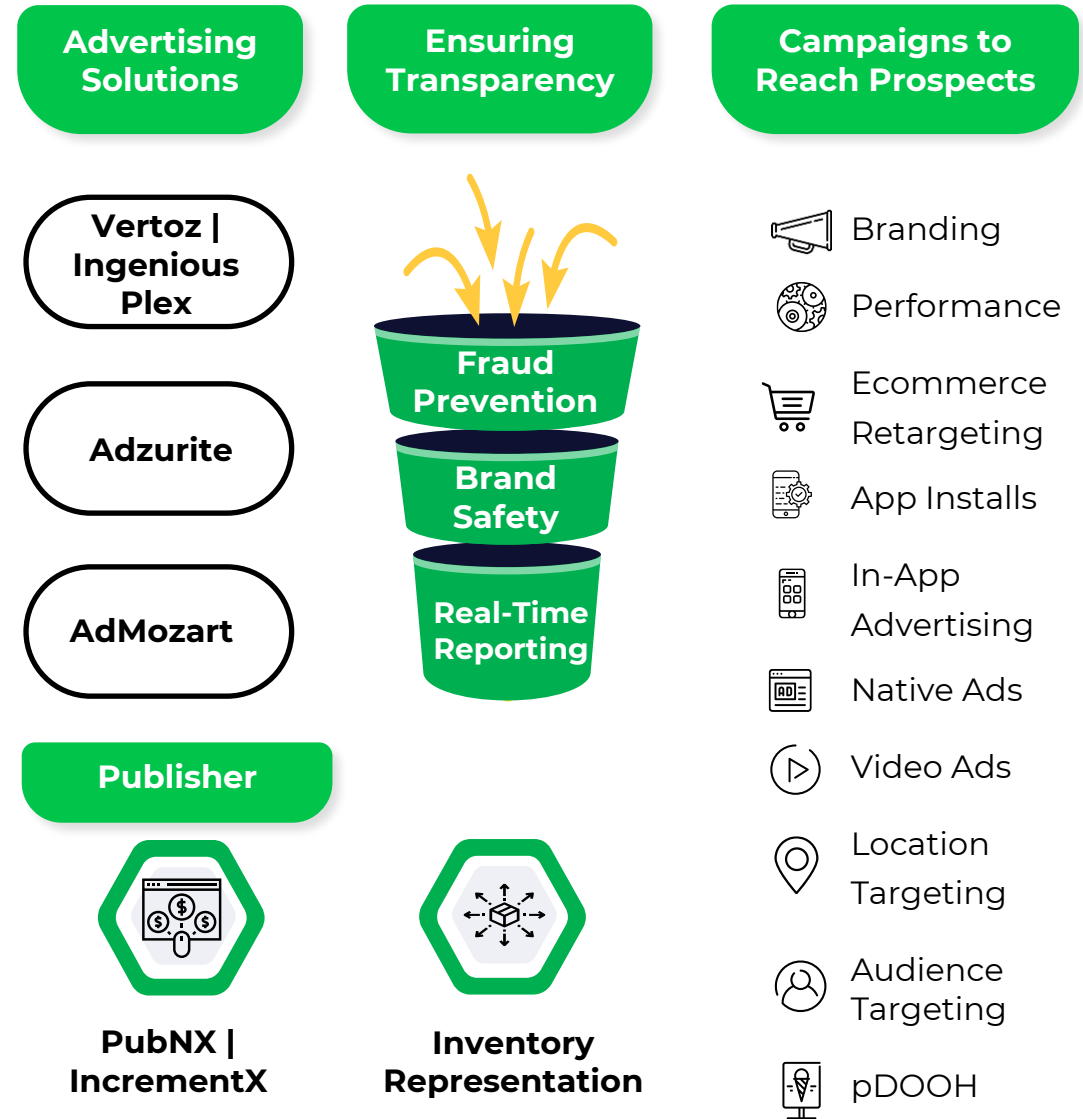 Advertising
Solutions
Vertoz |
Ingenious
Plex
Adzurite
AdMozart
Ensuring
Transparency
Fraud
Prevention
Brand
Safety
Real-Time
Reporting
Publisher
$
$
$
PubNX |
IncrementX
Inventory
Representation
Campaigns to
Reach Prospects
Branding
Performance
Ecommerce
Retargeting
App Installs
In-App
Advertising
AD
Native Ads
Video Ads
Location
Targeting
Audience
Targeting
pDOOH